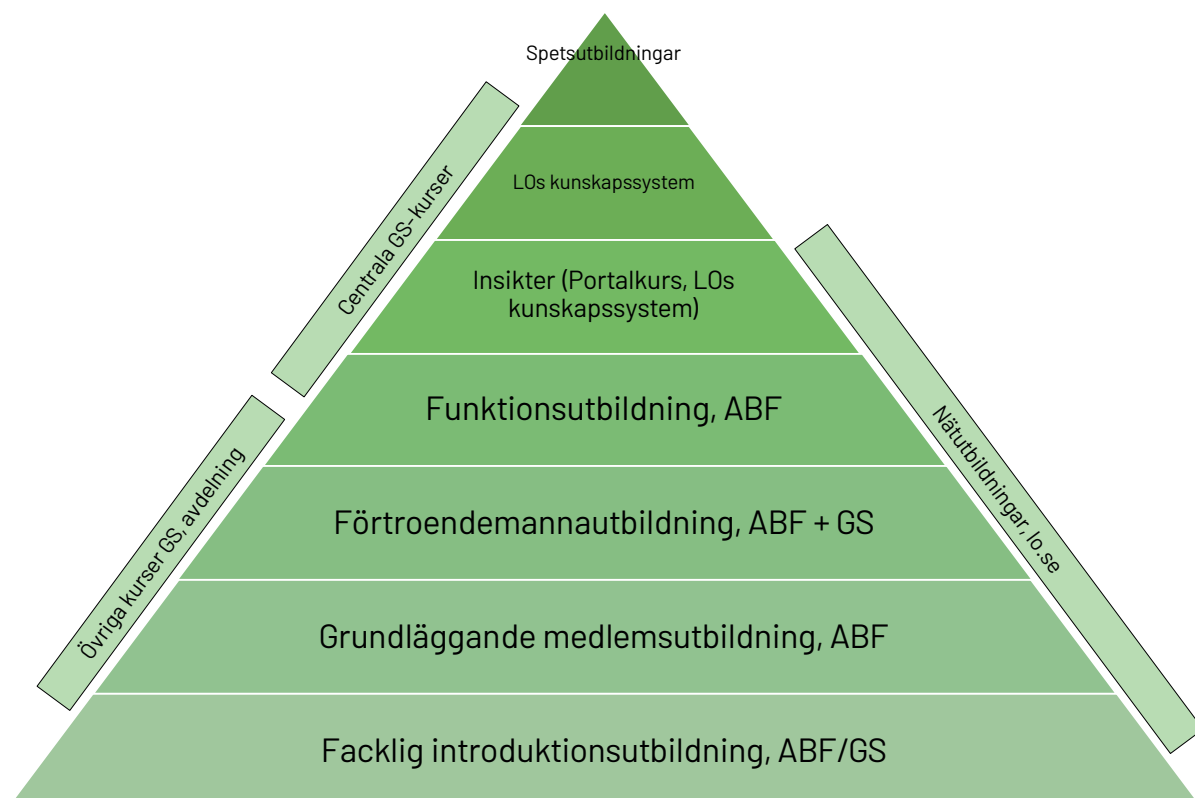 Spetsutbildningar
LOs kunskapssystem
Insikter (Portalkurs, LOs
kunskapssystem)
Funktionsutbildning, ABF
Förtroendemannautbildning, ABF + GS
Grundläggande medlemsutbildning, ABF
Facklig introduktionsutbildning, ABF/GS
Centrala GS-kurser
Övriga kurser GS, avdelning
Nätutbildningar, lo.se